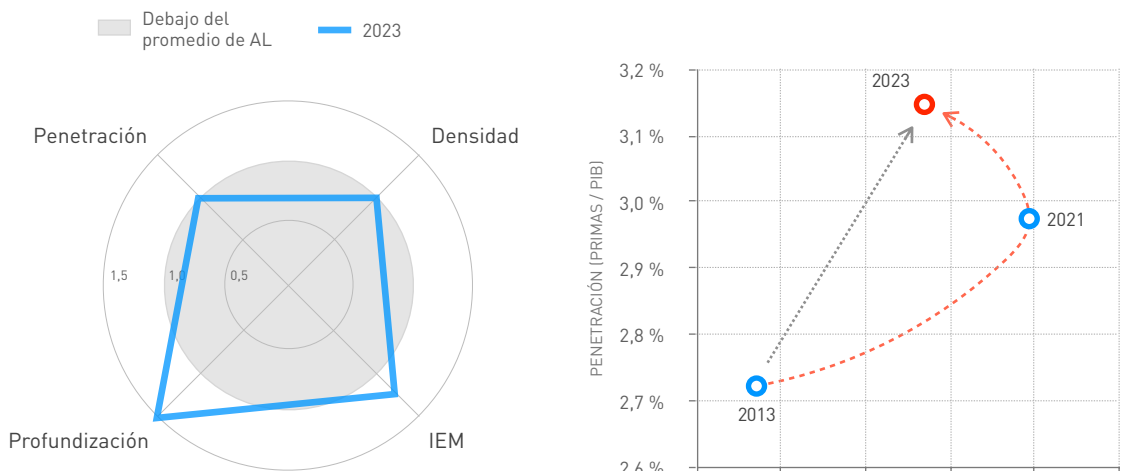 Debajo del
promedio de AL
2023
Penetración
Densidad
1,5
1,0
0,5
Profundización
IEM
PENETRACIÓN (PRIMAS / PIB)
3,2 %
3,1 %
3,0 %
2,9 %
2,8 %
2,7 %
2,6 %
2023
2021
2013